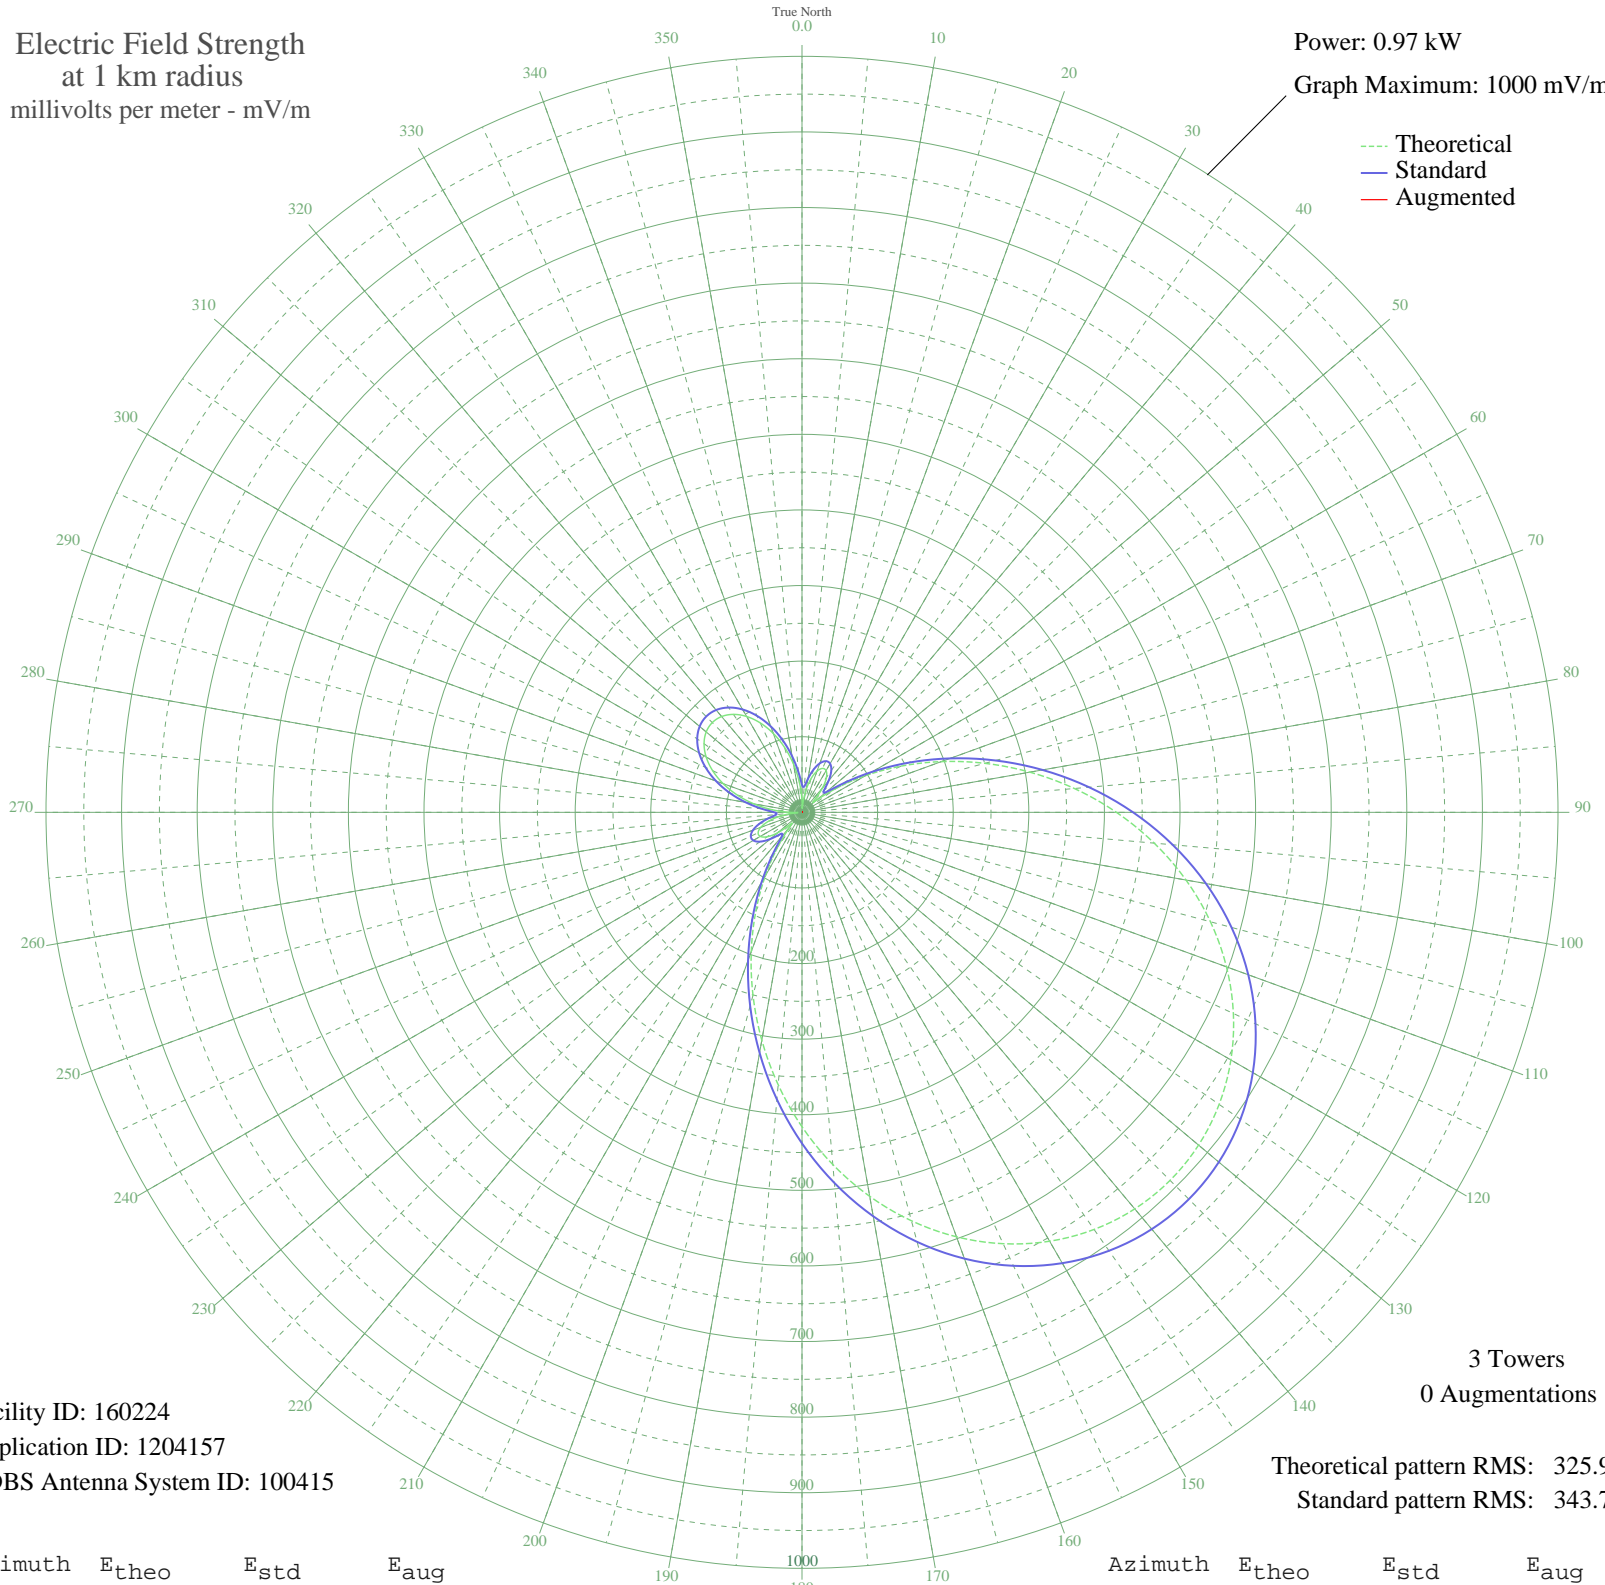 True North
0.0
Electric Field Strength
at 1 km radius
millivolts per meter - mV/m
Power: 0.97 kW
Graph Maximum: 1000 mV/m
Theoretical
Standard
Augmented
10
20
30
40
50
60
70
80
90
100
110
120
130
140
150
160
170
190
200
210
220
230
240
250
260
270
280
290
300
310
320
330
340
350
200
300
400
500
600
700
800
900
1000
3 Towers
0 Augmentations
cility ID: 160224
plication ID: 1204157
DBS Antenna System ID: 100415
Theoretical pattern RMS: 325.9
Standard pattern RMS: 343.7
imuth Etheo Estd Eaug
Azimuth Etheo Estd Eaug